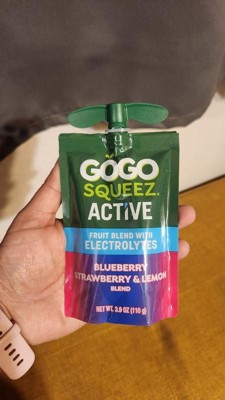 GOGO
SQUEEZ.
ACTIVE
FRUIT BLEND WITH
ELECTROLYTES
BLUEBERRY
STRAWBERRY & LEMON
BLEND
NET WT. 3.9 OZ (110 g)